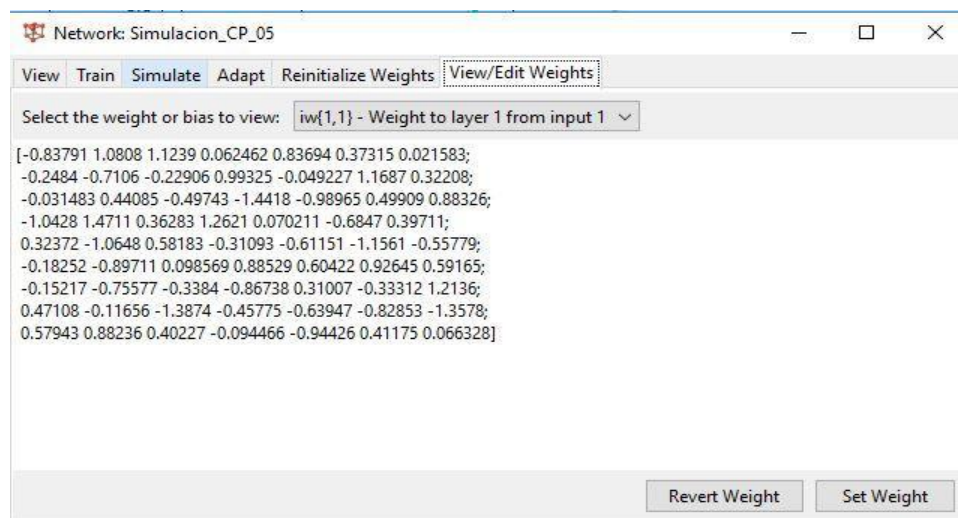 Network: Simulacion_CP_05
View Train Simulate Adapt Reinitialize Weights View/Edit Weights
Select the weight or bias to view: iw{1,1} - Weight to layer 1 from input 1
[-0.83791 1.0808 1.1239 0.062462 0.83694 0.37315 0.021583;
-0.2484 -0.7106 -0.22906 0.99325 -0.049227 1.1687 0.32208;
-0.031483 0.44085 -0.49743 -1.4418 -0.98965 0.49909 0.88326;
-1.0428 1.4711 0.36283 1.2621 0.070211 -0.6847 0.39711;
0.32372 -1.0648 0.58183 -0.31093 -0.61151 -1.1561 -0.55779;
-0.18252 -0.89711 0.098569 0.88529 0.60422 0.92645 0.59165;
-0.15217 -0.75577 -0.3384 -0.86738 0.31007 -0.33312 1.2136;
0.47108 -0.11656 -1.3874 -0.45775 -0.63947 -0.82853 -1.3578;
0.57943 0.88236 0.40227 -0.094466 -0.94426 0.41175 0.066328]
Revert Weight Set Weight